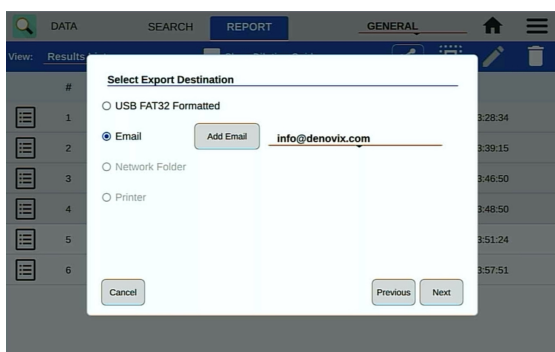 DATA SEARCH REPORT GENERAL
View: Results
Select Export Destination
#
USB FAT32 Formatted
1 3:28:34
Email Add Email info@denovix.com
2 3:39:15
Network Folder
3 3:46:50
Printer
4 3:48:50
5 3:51:24
6 3:57:51
Cancel Previous Next